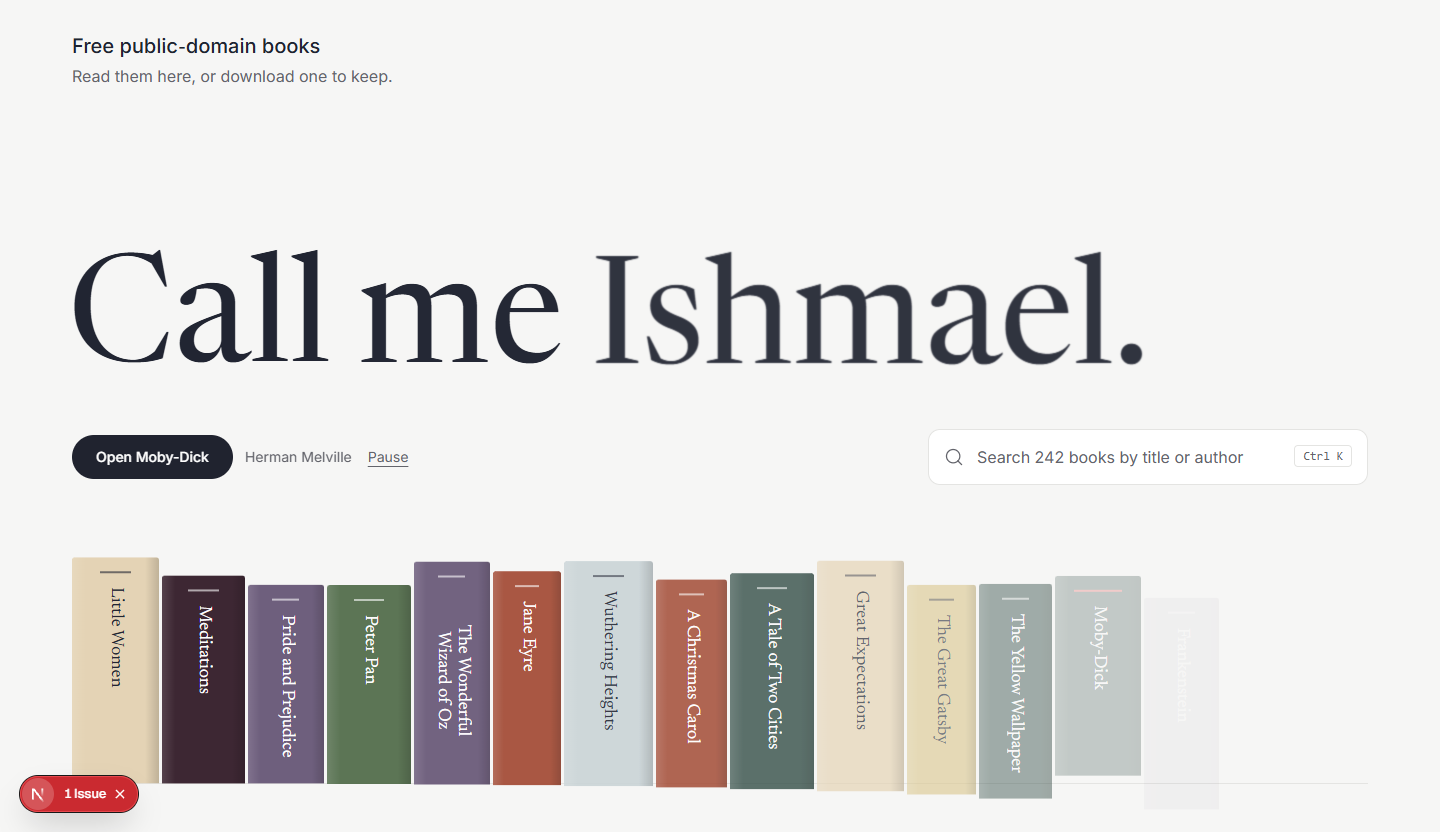 Free public-domain books
Read them here, or download one to keep.
Call me Ishmael.
Open Moby-Dick
Herman Melville
Pause
Search 242 books by title or author
Ctrl K
Little Women
Meditations
Pride and Prejudice
Peter Pan
The Wonderful
Wizard of Oz
Jane Eyre
Wuthering Heights
A Christmas Carol
A Tale of Two Cities
Great Expectations
The Great Gatsby
The Yellow Wallpaper
Moby-Dick
Frankenstein
N
1 Issue